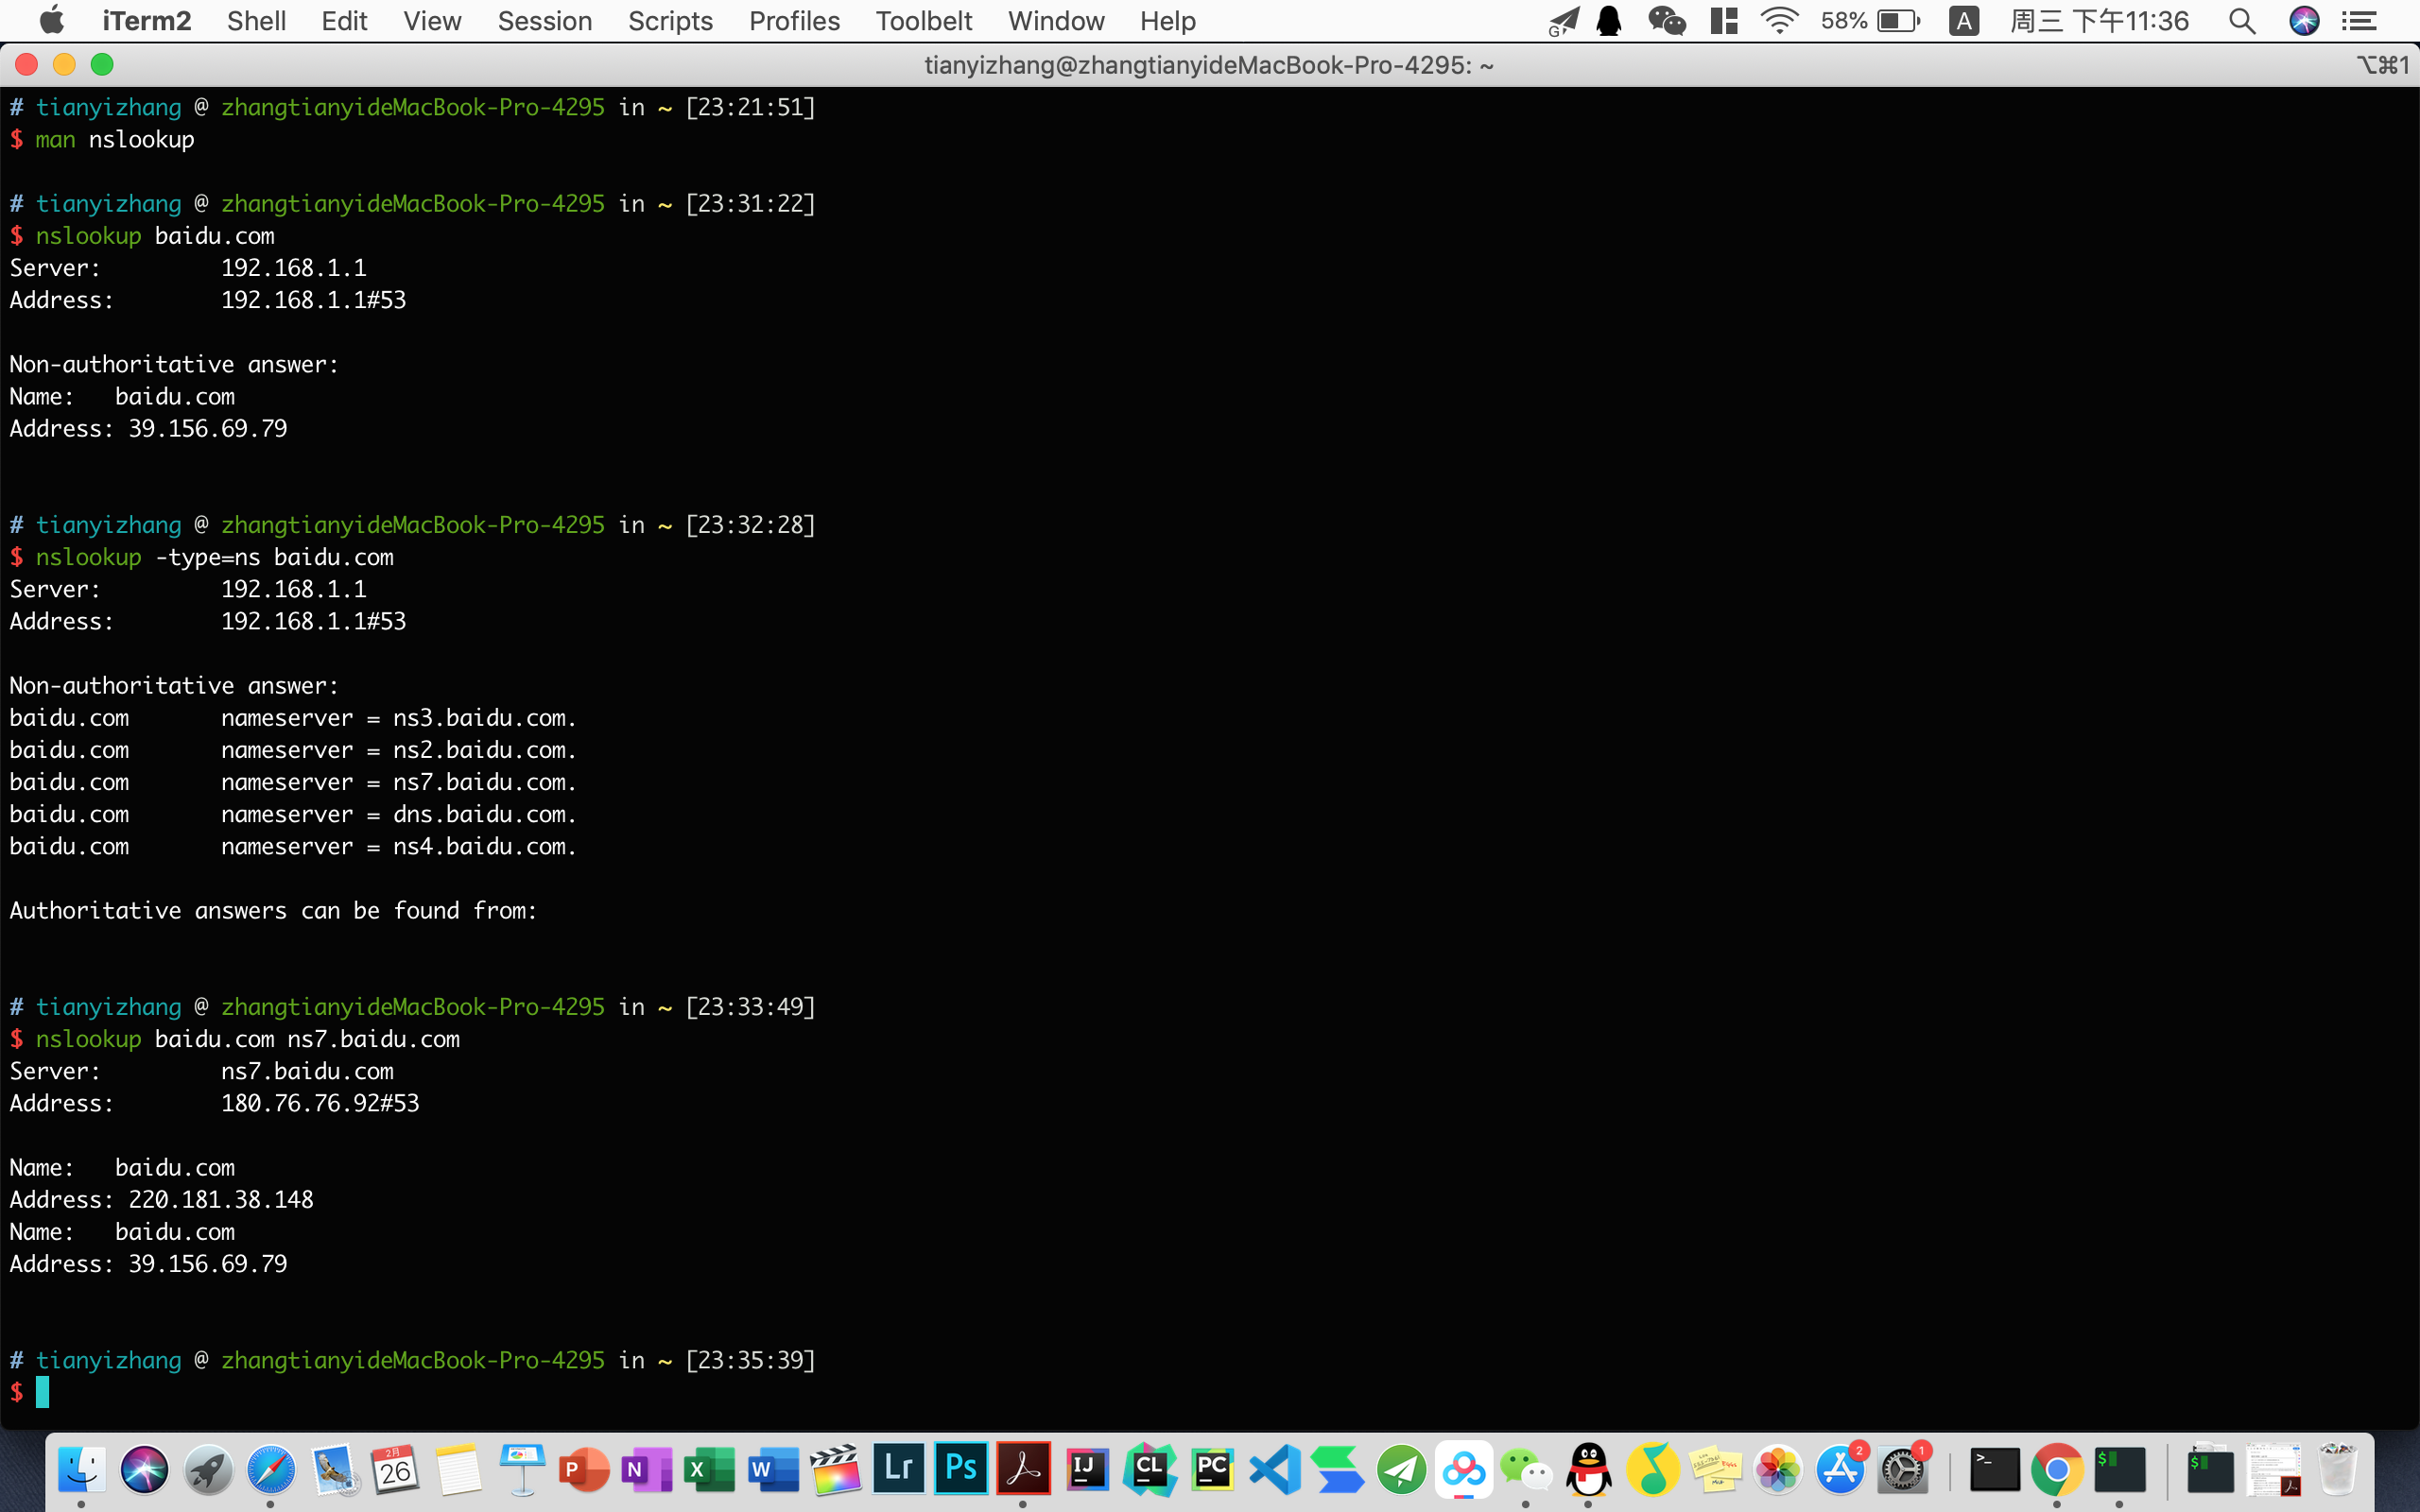 iTerm2 Shell Edit View Session Scripts Profiles Toolbelt Window Help G 58% A 周三 下午11:36
tianyizhang@zhangtianyideMacBook-Pro-4295: ~ ⌥⌘1
# tianyizhang @ zhangtianyideMacBook-Pro-4295 in ~ [23:21:51]
$ man nslookup
# tianyizhang @ zhangtianyideMacBook-Pro-4295 in ~ [23:31:22]
$ nslookup baidu.com
Server: 192.168.1.1
Address: 192.168.1.1#53
Non-authoritative answer:
Name: baidu.com
Address: 39.156.69.79
# tianyizhang @ zhangtianyideMacBook-Pro-4295 in ~ [23:32:28]
$ nslookup -type=ns baidu.com
Server: 192.168.1.1
Address: 192.168.1.1#53
Non-authoritative answer:
baidu.com nameserver = ns3.baidu.com.
baidu.com nameserver = ns2.baidu.com.
baidu.com nameserver = ns7.baidu.com.
baidu.com nameserver = dns.baidu.com.
baidu.com nameserver = ns4.baidu.com.
Authoritative answers can be found from:
# tianyizhang @ zhangtianyideMacBook-Pro-4295 in ~ [23:33:49]
$ nslookup baidu.com ns7.baidu.com
Server: ns7.baidu.com
Address: 180.76.76.92#53
Name: baidu.com
Address: 220.181.38.148
Name: baidu.com
Address: 39.156.69.79
# tianyizhang @ zhangtianyideMacBook-Pro-4295 in ~ [23:35:39]
$
2月 26 P N X W Lr Ps IJ CL PC 2 1 >_ $ $